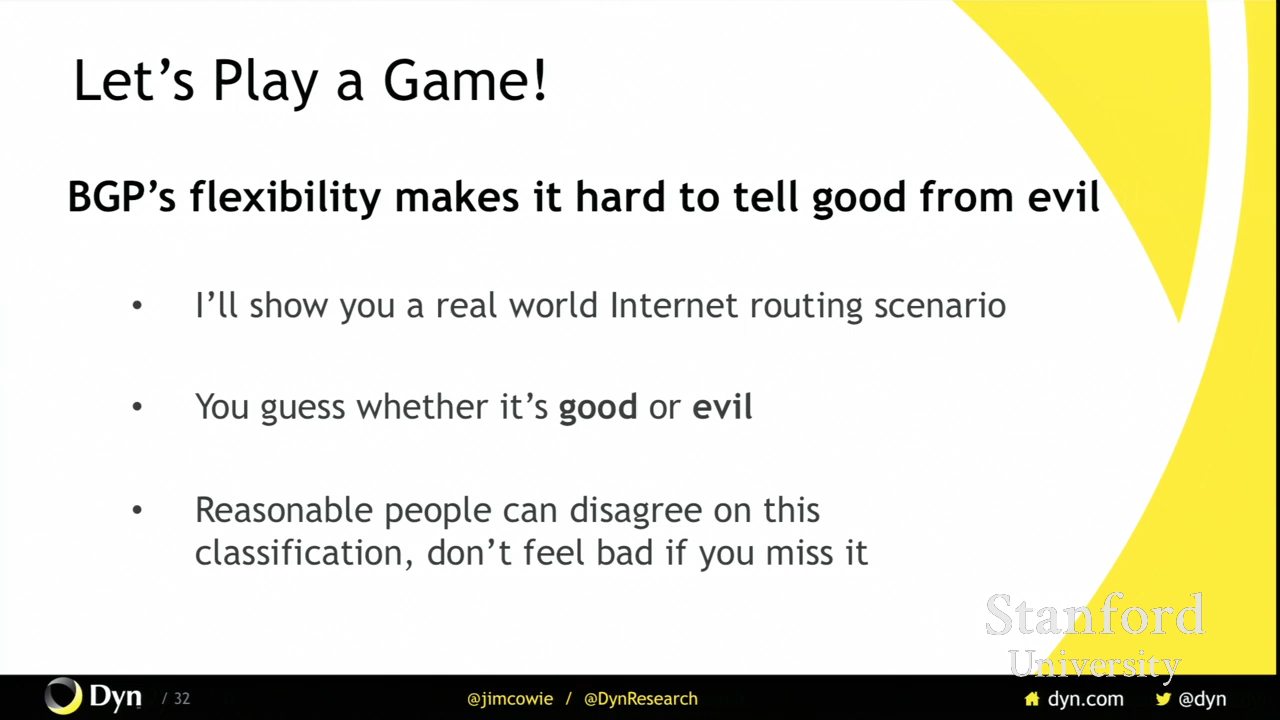 Let’s Play a Game!
BGP’s flexibility makes it hard to tell good from evil
• I’ll show you a real world Internet routing scenario
• You guess whether it’s good or evil
• Reasonable people can disagree on this
classification, don’t feel bad if you miss it
Stanford
University
Dyn / 32 @jimcowie / @DynResearch dyn.com @dyn